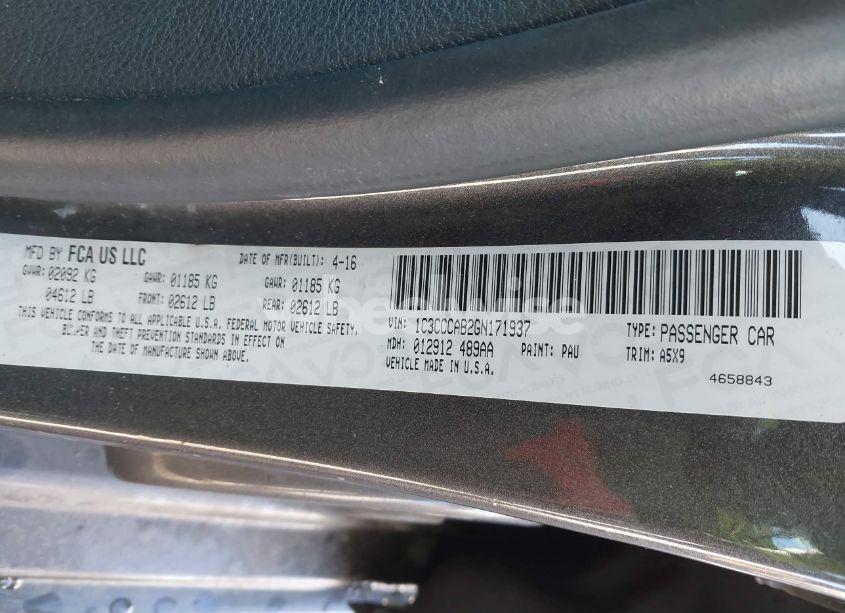 MFD BY FCA US LLC
DATE OF MFR(BUILT): 4-16
GVWR: 02092 KG GAWR: 01185 KG GAWR: 01185 KG
04612 LB FRONT: 02612 LB REAR: 02612 LB
THIS VEHICLE CONFORMS TO ALL APPLICABLE U.S.A. FEDERAL MOTOR VEHICLE SAFETY,
BUMPER AND THEFT PREVENTION STANDARDS IN EFFECT ON
THE DATE OF MANUFACTURE SHOWN ABOVE.
VIN: 1C3CCCAB2GN171937 TYPE: PASSENGER CAR
MDH: 012912 489AA PAINT: PAU TRIM: A5X9
VEHICLE MADE IN U.S.A.
4658843